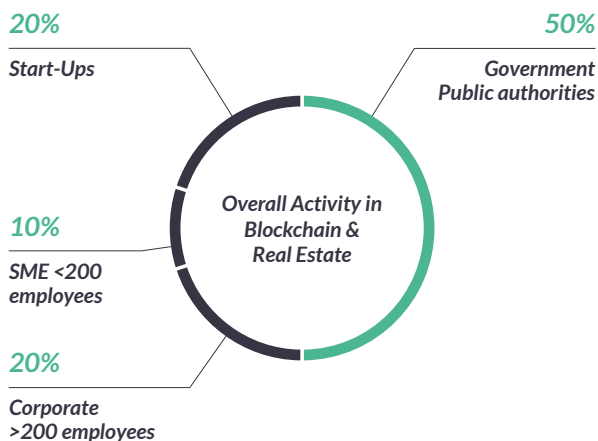 20%
Start-Ups
50%
Government
Public authorities
Overall Activity in
Blockchain &
Real Estate
10%
SME <200
employees
20%
Corporate
>200 employees